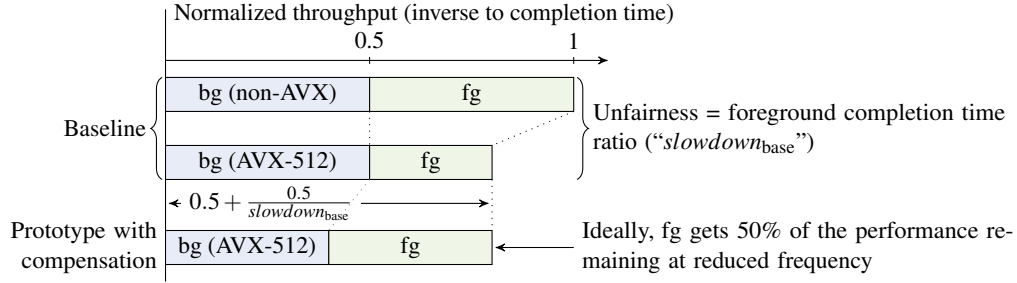 Normalized throughput (inverse to completion time)
0.5 1
bg (non-AVX) fg
Baseline
Unfairness = foreground completion time
ratio (“slowdown_base”)
bg (AVX-512) fg
0.5 + 0.5/slowdown_base
Prototype with
compensation
bg (AVX-512) fg
Ideally, fg gets 50% of the performance re-
maining at reduced frequency